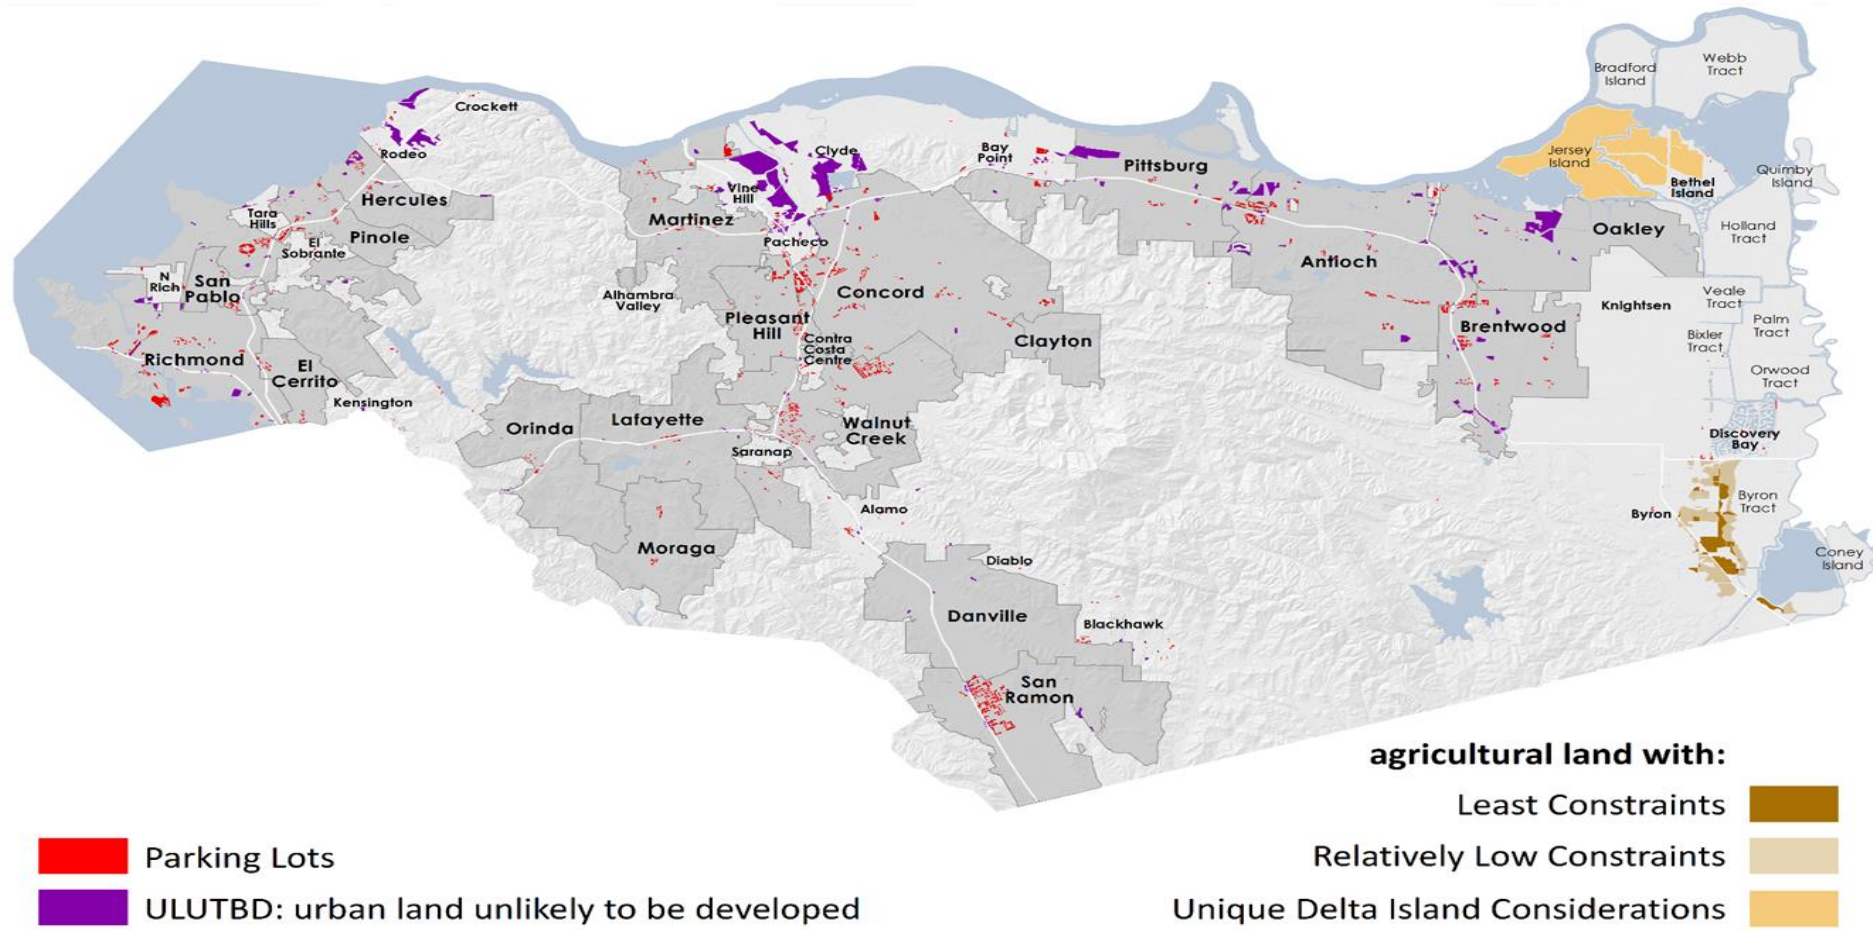 Webb
Tract
Bradford
Island
Crockett
Rodeo
Clyde
Bay
Point
Pittsburg
Jersey
Island
Bethel
Island
Quimby
Island
Vine
Hill
Hercules
Tara
Hills
Martinez
Pinole
El
Sobrante
Pacheco
Oakley
Holland
Tract
Antioch
N
Rich
San
Pablo
Alhambra
Valley
Concord
Knightsen
Veale
Tract
Pleasant
Hill
Brentwood
Palm
Tract
Bixler
Tract
Clayton
Contra
Costa
Centre
Richmond
El
Cerrito
Orwood
Tract
Kensington
Orinda
Lafayette
Walnut
Creek
Saranap
Discovery
Bay
Alamo
Byron
Byron
Tract
Moraga
Diablo
Coney
Island
Danville
Blackhawk
San
Ramon
agricultural land with:
Least Constraints
Relatively Low Constraints
Unique Delta Island Considerations
Parking Lots
ULUTBD: urban land unlikely to be developed